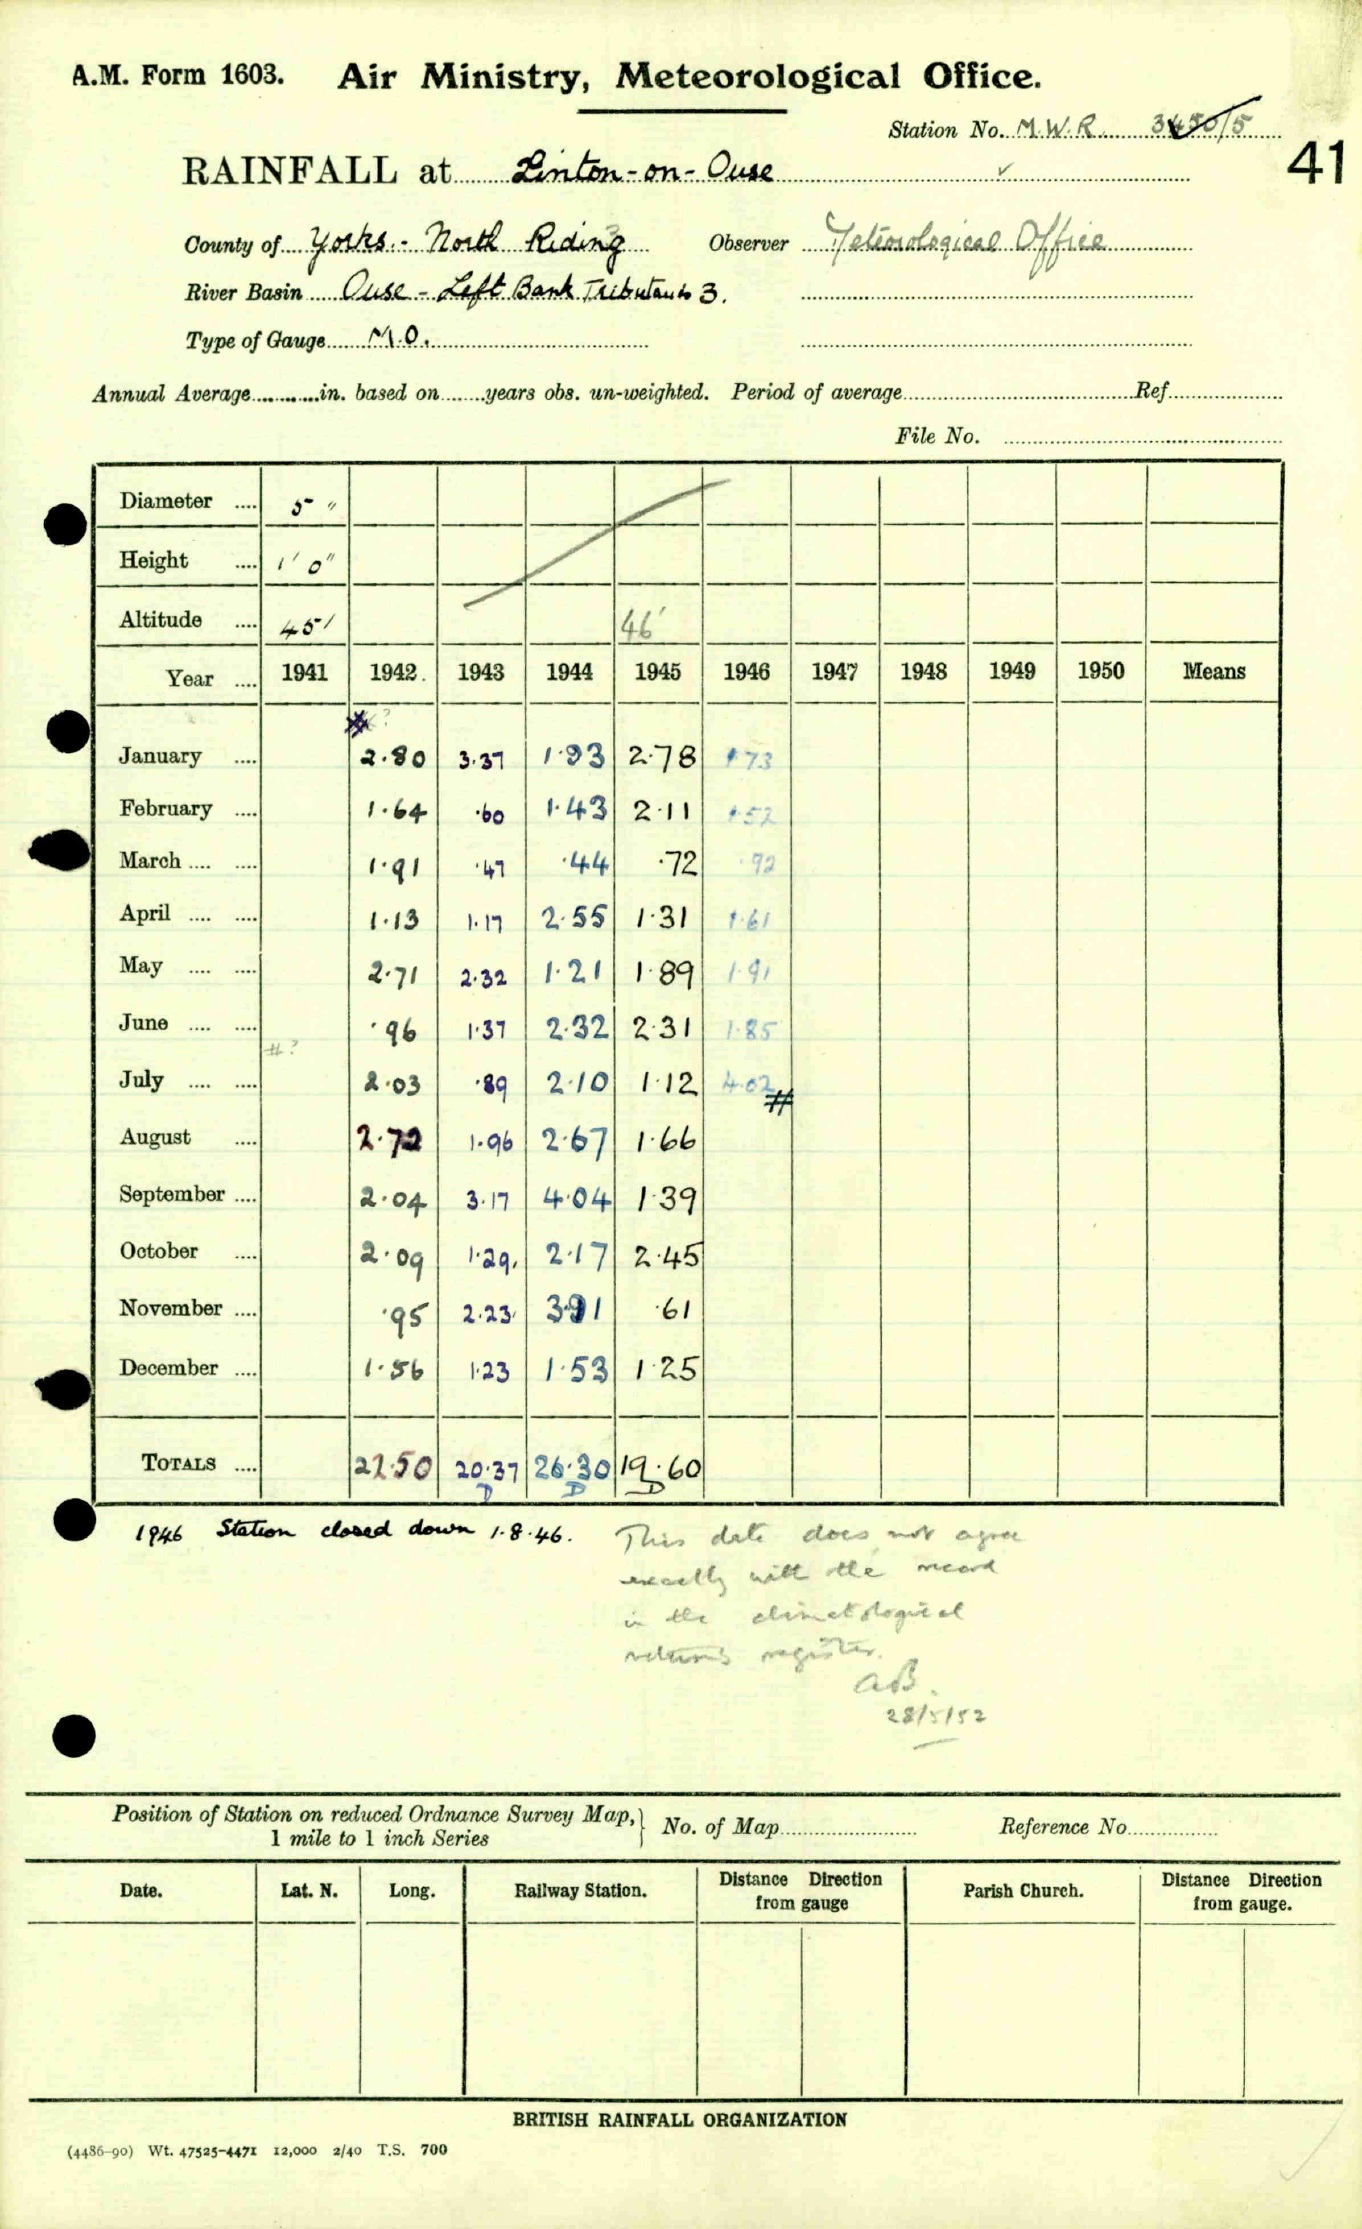 A.M. Form 1603. Air Ministry, Meteorological Office.
Station No. M.W.R. 3450/5
41
RAINFALL at Linton-on-Ouse
County of Yorks. - North Riding Observer Meteorological Office
River Basin Ouse - Left Bank Tributaries 3.
Type of Gauge M.O.
Annual Average in. based on years obs. un-weighted. Period of average Ref.
File No.
Diameter 5"
Height 1' 0"
Altitude 45' 46'
Year 1941 1942. 1943 1944 1945 1946 1947 1948 1949 1950 Means
?
January 2.80 3.37 1.93 2.78 1.73
February 1.64 .60 1.43 2.11 1.52
March .... 1.91 .47 .44 .72 .92
April .... 1.13 1.17 2.55 1.31 1.61
May .... 2.71 2.32 1.21 1.89 1.91
June .... .96 1.37 2.32 2.31 1.85
#?
July .... 2.03 .89 2.10 1.12 4.02 #
August .... 2.72 1.96 2.67 1.66
September .... 2.04 3.17 4.04 1.39
October .... 2.09 1.29. 2.17 2.45
November .... .95 2.23 3.91 .61
December .... 1.56 1.23 1.53 1.25
TOTALS .... 22.50 20.37 26.30 19.60
D D D
1946 Station closed down 1.8.46. This date does not agree
exactly with the record
in the climatological
returns register.
AB.
28/5/52
Position of Station on reduced Ordnance Survey Map, } No. of Map Reference No.
1 mile to 1 inch Series
Date. Lat. N. Long. Railway Station. Distance Direction from gauge Parish Church. Distance Direction from gauge.
BRITISH RAINFALL ORGANIZATION
(4486-90) Wt. 47525-4471 12,000 2/40 T.S. 700